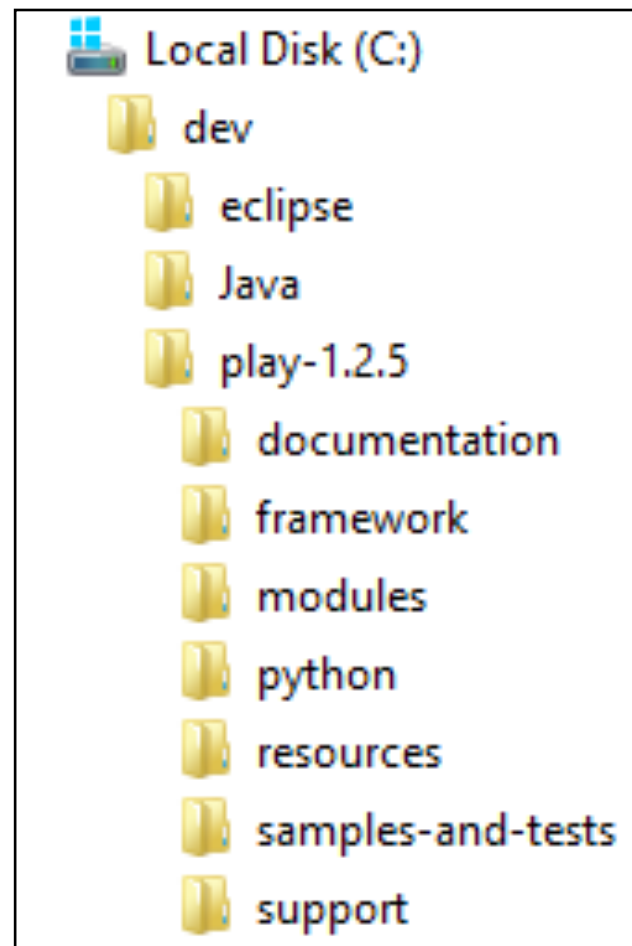 Local Disk (C:)
dev
eclipse
Java
play-1.2.5
documentation
framework
modules
python
resources
samples-and-tests
support